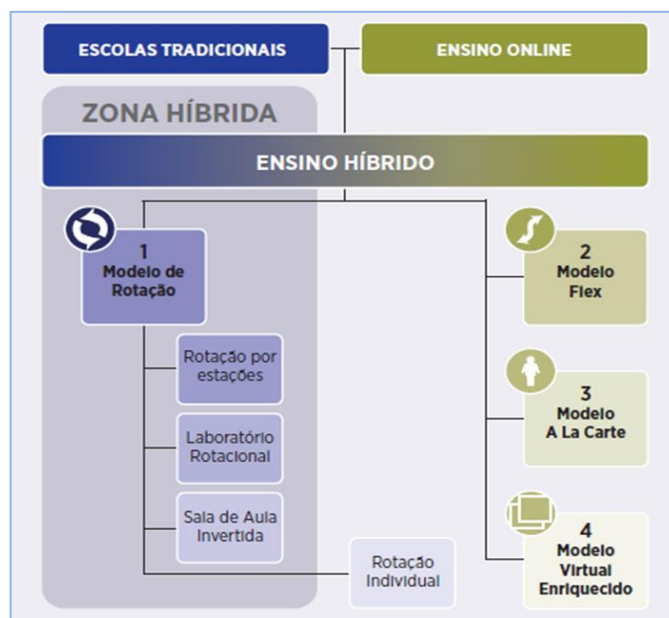 ESCOLAS TRADICIONAIS
ENSINO ONLINE
ZONA HÍBRIDA
ENSINO HÍBRIDO
1
Modelo de
Rotação
2
Modelo
Flex
Rotação por
estações
3
Modelo
A La Carte
Laboratório
Rotacional
Sala de Aula
Invertida
4
Modelo
Virtual
Enriquecido
Rotação
Individual